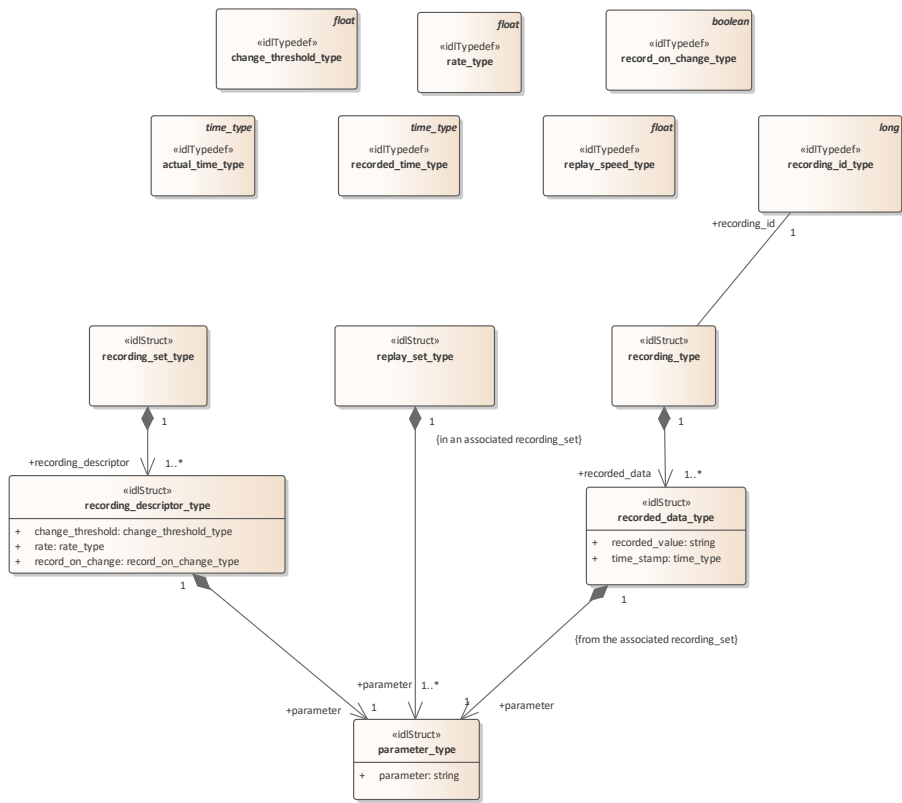 float
«idlTypedef»
change_threshold_type
float
«idlTypedef»
rate_type
boolean
«idlTypedef»
record_on_change_type
time_type
«idlTypedef»
actual_time_type
time_type
«idlTypedef»
recorded_time_type
float
«idlTypedef»
replay_speed_type
long
«idlTypedef»
recording_id_type
+recording_id
1
«idlStruct»
recording_set_type
«idlStruct»
replay_set_type
«idlStruct»
recording_type
1
1
{in an associated recording_set}
1
+recording_descriptor
1..*
+recorded_data
1..*
«idlStruct»
recording_descriptor_type
+ change_threshold: change_threshold_type
+ rate: rate_type
+ record_on_change: record_on_change_type
«idlStruct»
recorded_data_type
+ recorded_value: string
+ time_stamp: time_type
1
1
{from the associated recording_set}
+parameter
1
+parameter
1..*
1
+parameter
«idlStruct»
parameter_type
+ parameter: string